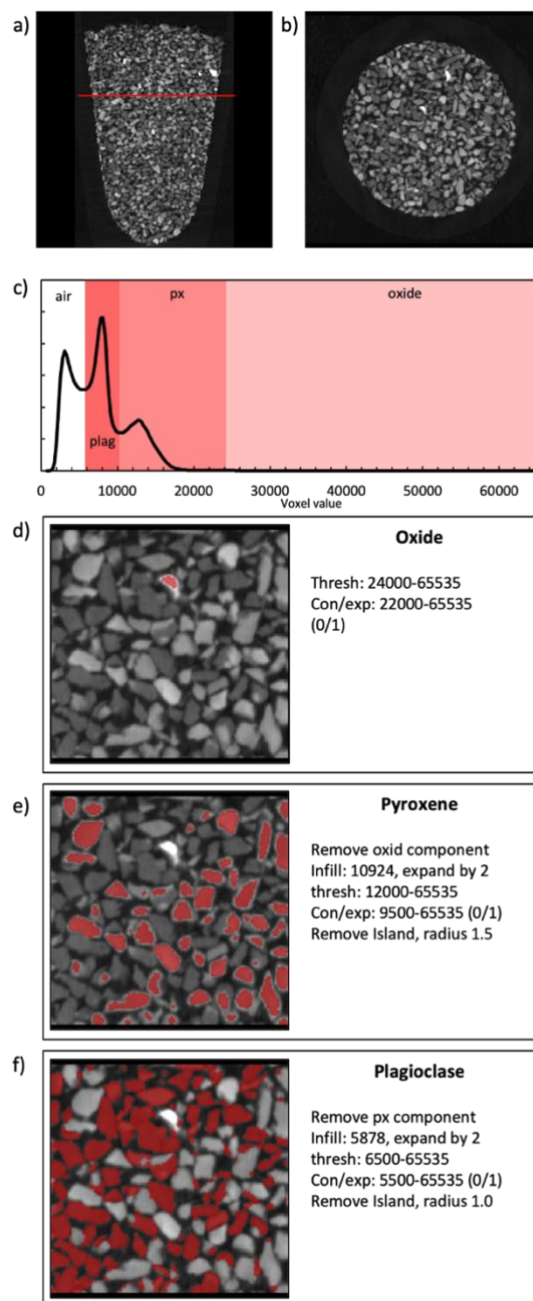 a)
b)
c)
air
px
oxide
plag
0 10000 20000 30000 40000 50000 60000
Voxel value
d)
Oxide
Thresh: 24000-65535
Con/exp: 22000-65535
(0/1)
e)
Pyroxene
Remove oxid component
Infill: 10924, expand by 2
thresh: 12000-65535
Con/exp: 9500-65535 (0/1)
Remove Island, radius 1.5
f)
Plagioclase
Remove px component
Infill: 5878, expand by 2
thresh: 6500-65535
Con/exp: 5500-65535 (0/1)
Remove Island, radius 1.0